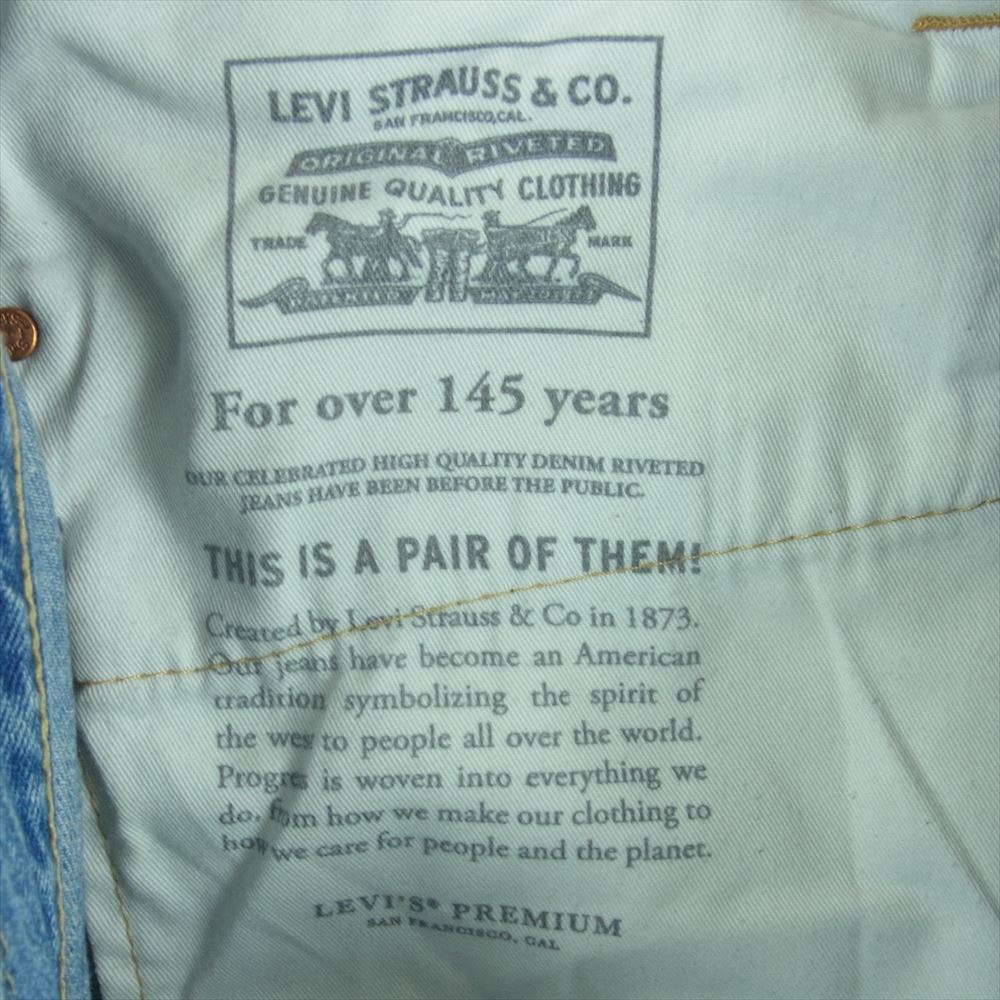 LEVI STRAUSS & CO.
SAN FRANCISCO, CAL.
ORIGINAL RIVETED
GENUINE QUALITY CLOTHING
TRADE MARK
For over 145 years
OUR CELEBRATED HIGH QUALITY DENIM RIVETED
JEANS HAVE BEEN BEFORE THE PUBLIC.
THIS IS A PAIR OF THEM!
Created by Levi Strauss & Co in 1873.
Our jeans have become an American
tradition symbolizing the spirit of
the west to people all over the world.
Progress is woven into everything we
do, from how we make our clothing to
how we care for people and the planet.
LEVI'S® PREMIUM
SAN FRANCISCO, CAL